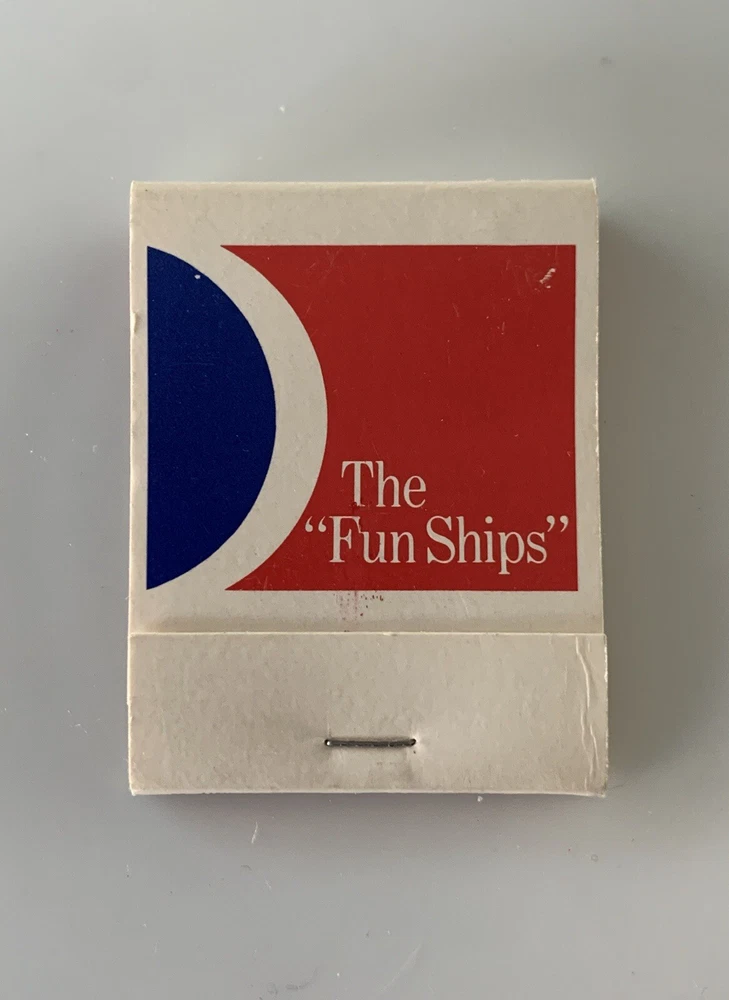 The
“Fun Ships”